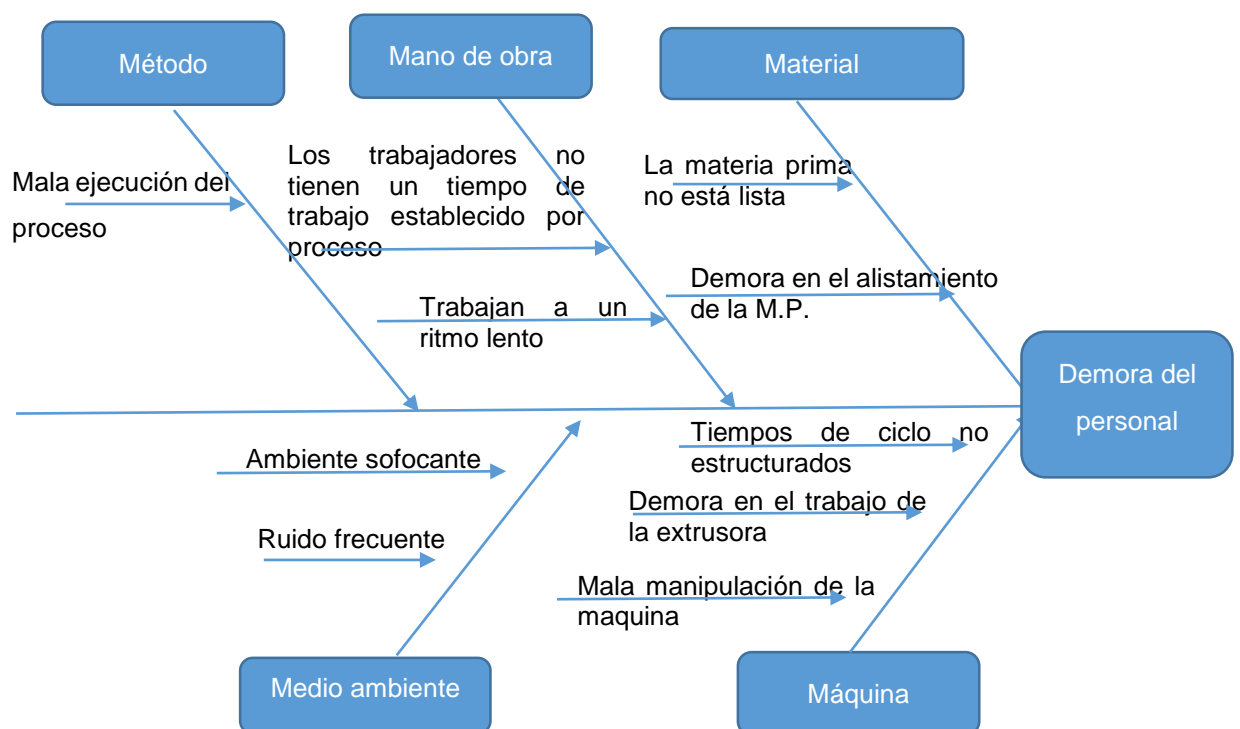 Método
Mano de obra
Material
Mala ejecución del
proceso
Los trabajadores no
tienen un tiempo de
trabajo establecido por
proceso
Trabajan a un
ritmo lento
La materia prima
no está lista
Demora en el alistamiento
de la M.P.
Demora del
personal
Ambiente sofocante
Ruido frecuente
Tiempos de ciclo no
estructurados
Demora en el trabajo de
la extrusora
Mala manipulación de la
maquina
Medio ambiente
Máquina